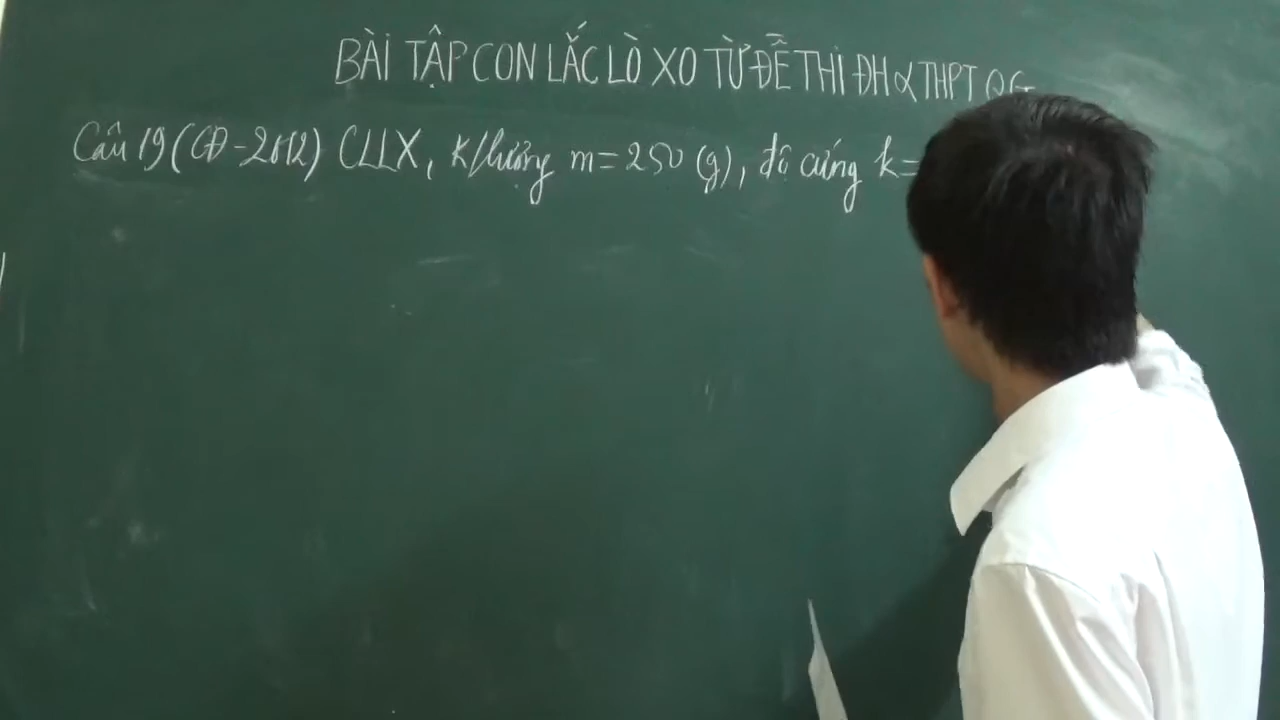 BÀI TẬP CON LẮC LÒ XO TỪ ĐỀ THI ĐH & THPT QG
Câu 19 (CĐ-2012) CLLX, k/lượng m = 250 (g), độ cứng k=